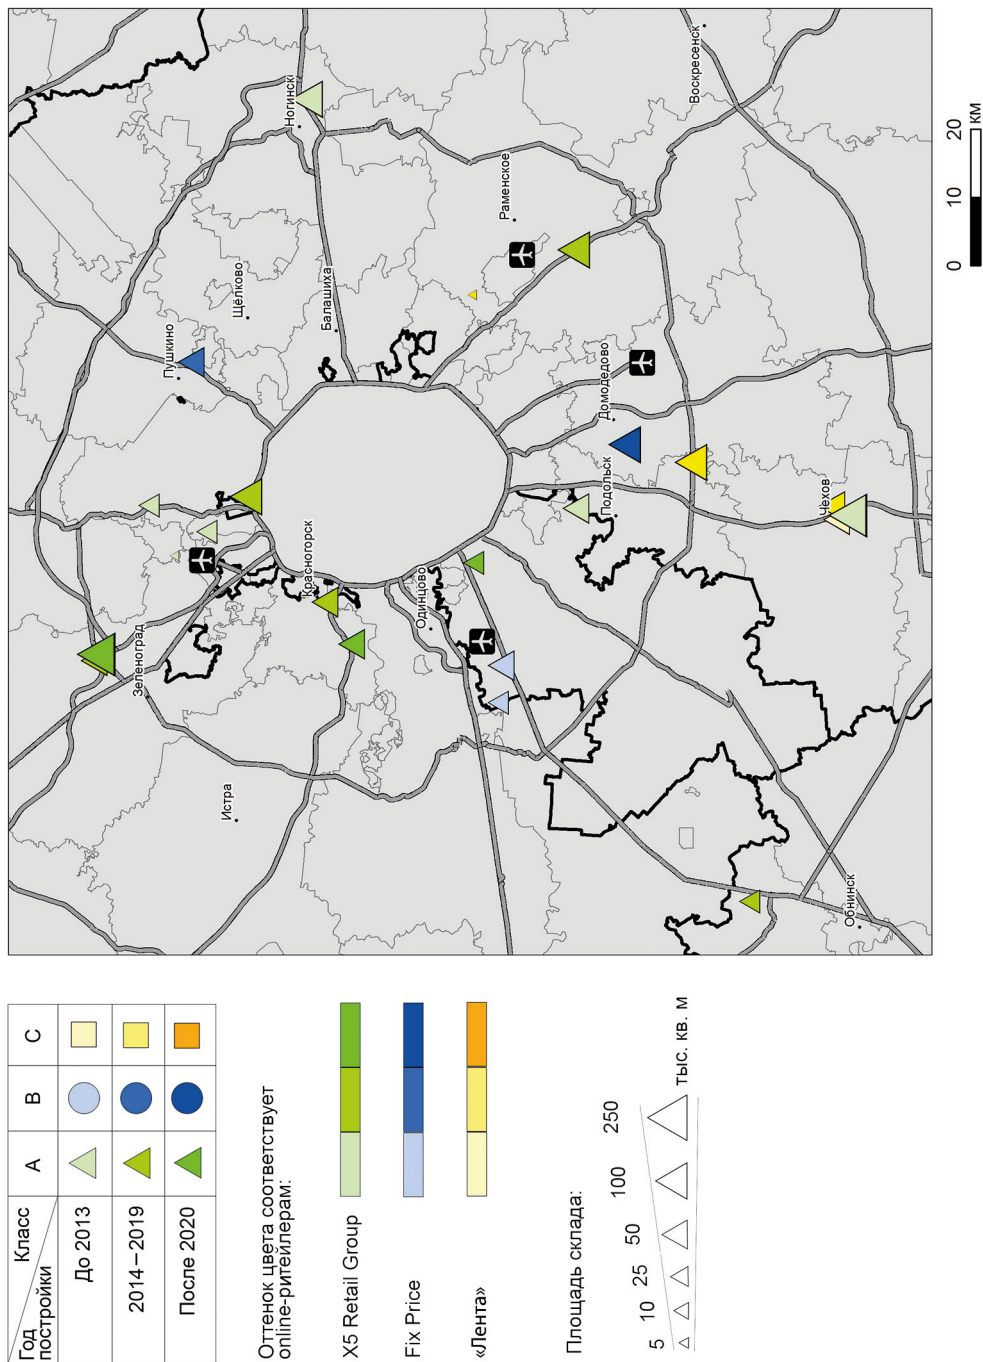 Ногинск
Воскресенск
Раменское
Щёлково
Балашиха
Пушкино
Домодедово
Подольск
Чехов
Красногорск
Одинцово
Зеленоград
Истра
Обнинск
0 10 20
км
Год
постройки
Класс
A B C
До 2013
2014–2019
После 2020
Оттенок цвета соответствует
online-ритейлерам:
X5 Retail Group
Fix Price
«Лента»
Площадь склада:
5 10 25 50 100 250
тыс. кв. м